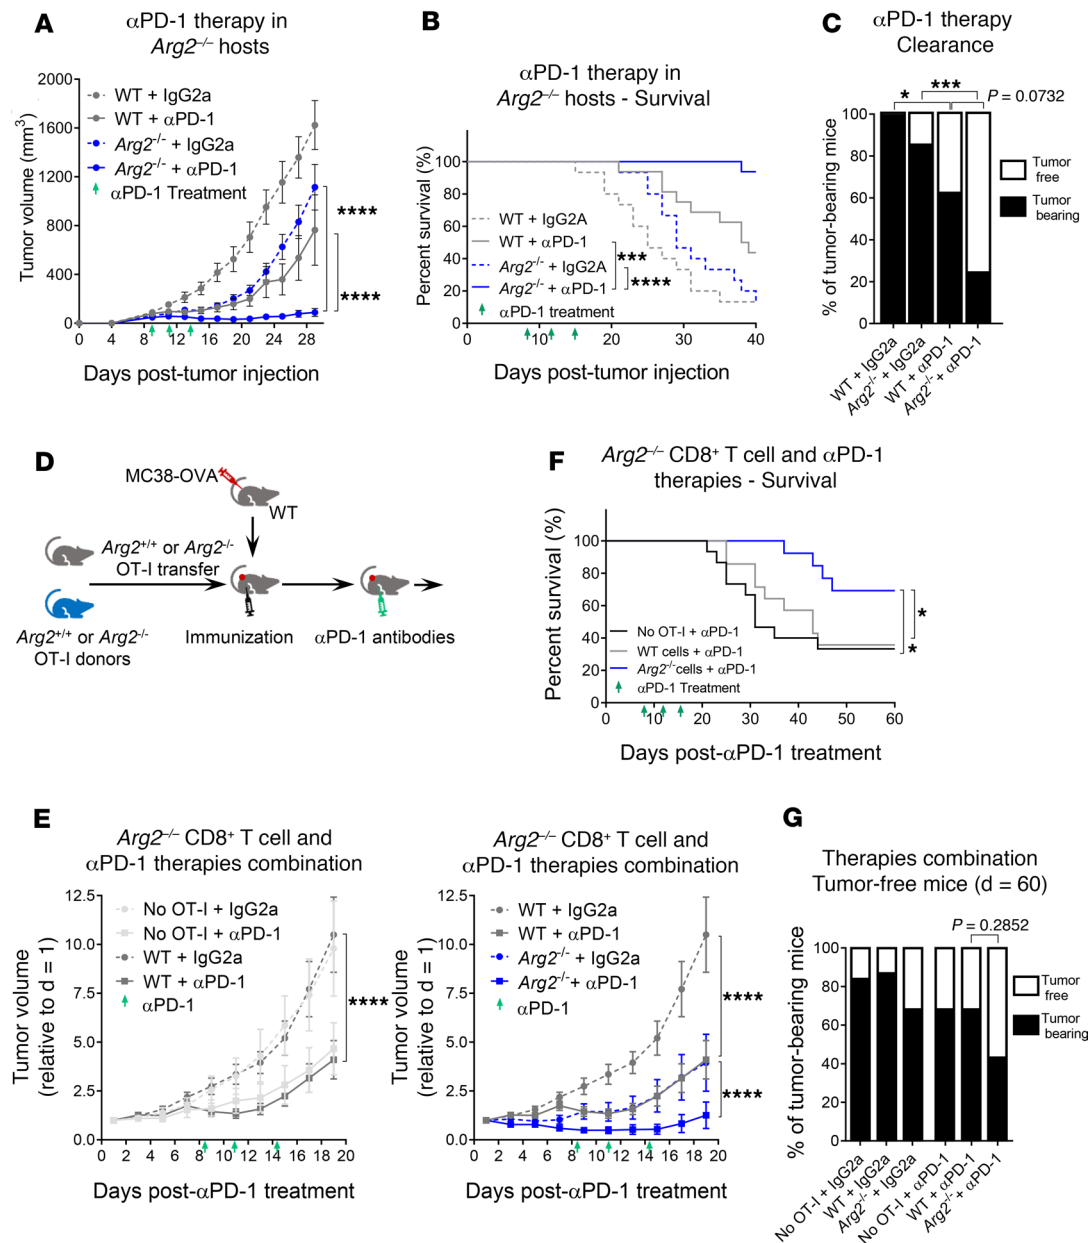 A
αPD-1 therapy in
Arg2–/– hosts
Tumor volume (mm3)
2000
1600
1200
800
400
0
WT + IgG2a
WT + αPD-1
Arg2-/- + IgG2a
Arg2-/- + αPD-1
αPD-1 Treatment
****
****
0 4 8 12 16 20 24 28
Days post-tumor injection
B
αPD-1 therapy in
Arg2–/– hosts - Survival
Percent survival (%)
100
80
60
40
20
0
WT + IgG2A
WT + αPD-1
Arg2-/- + IgG2A
Arg2-/- + αPD-1
αPD-1 treatment
***
****
0 10 20 30 40
Days post-tumor injection
C
αPD-1 therapy
Clearance
* *** P = 0.0732
% of tumor-bearing mice
100
80
60
40
20
0
Tumor
free
Tumor
bearing
WT + IgG2a
Arg2-/- + IgG2a
WT + αPD-1
Arg2-/- + αPD-1
D
MC38-OVA
WT
Arg2+/+ or Arg2-/-
OT-I transfer
Arg2+/+ or Arg2-/-
OT-I donors
Immunization
αPD-1 antibodies
F
Arg2–/– CD8+ T cell and αPD-1
therapies - Survival
Percent survival (%)
100
80
60
40
20
0
No OT-I + αPD-1
WT cells + αPD-1
Arg2-/-cells + αPD-1
αPD-1 Treatment
*
*
0 10 20 30 40 50 60
Days post-αPD-1 treatment
E
Arg2–/– CD8+ T cell and
αPD-1 therapies combination
Tumor volume
(relative to d = 1)
12.5
10.0
7.5
5.0
2.5
0.0
No OT-I + IgG2a
No OT-I + αPD-1
WT + IgG2a
WT + αPD-1
αPD-1
****
0 2 4 6 8 10 12 14 16 18 20
Days post-αPD-1 treatment
Arg2–/– CD8+ T cell and
αPD-1 therapies combination
Tumor volume
(relative to d = 1)
12.5
10.0
7.5
5.0
2.5
0.0
WT + IgG2a
WT + αPD-1
Arg2-/- + IgG2a
Arg2-/- + αPD-1
αPD-1
****
****
0 2 4 6 8 10 12 14 16 18 20
Days post-αPD-1 treatment
G
Therapies combination
Tumor-free mice (d = 60)
P = 0.2852
% of tumor-bearing mice
100
80
60
40
20
0
Tumor
free
Tumor
bearing
No OT-I + IgG2a
WT + IgG2a
Arg2-/- + IgG2a
No OT-I + αPD-1
WT + αPD-1
Arg2-/- + αPD-1